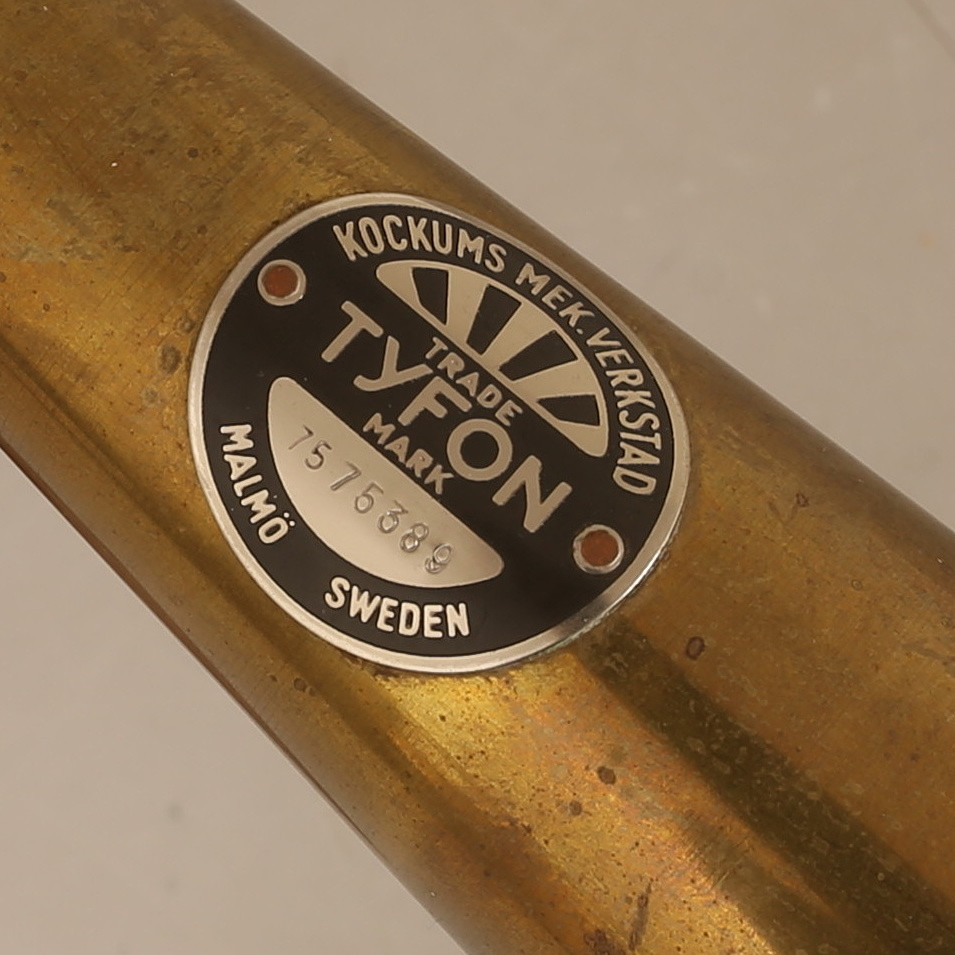 KOCKUMS MEK. VERKSTAD
TRADE
TYFON
MARK
7575389
MALMÖ
SWEDEN